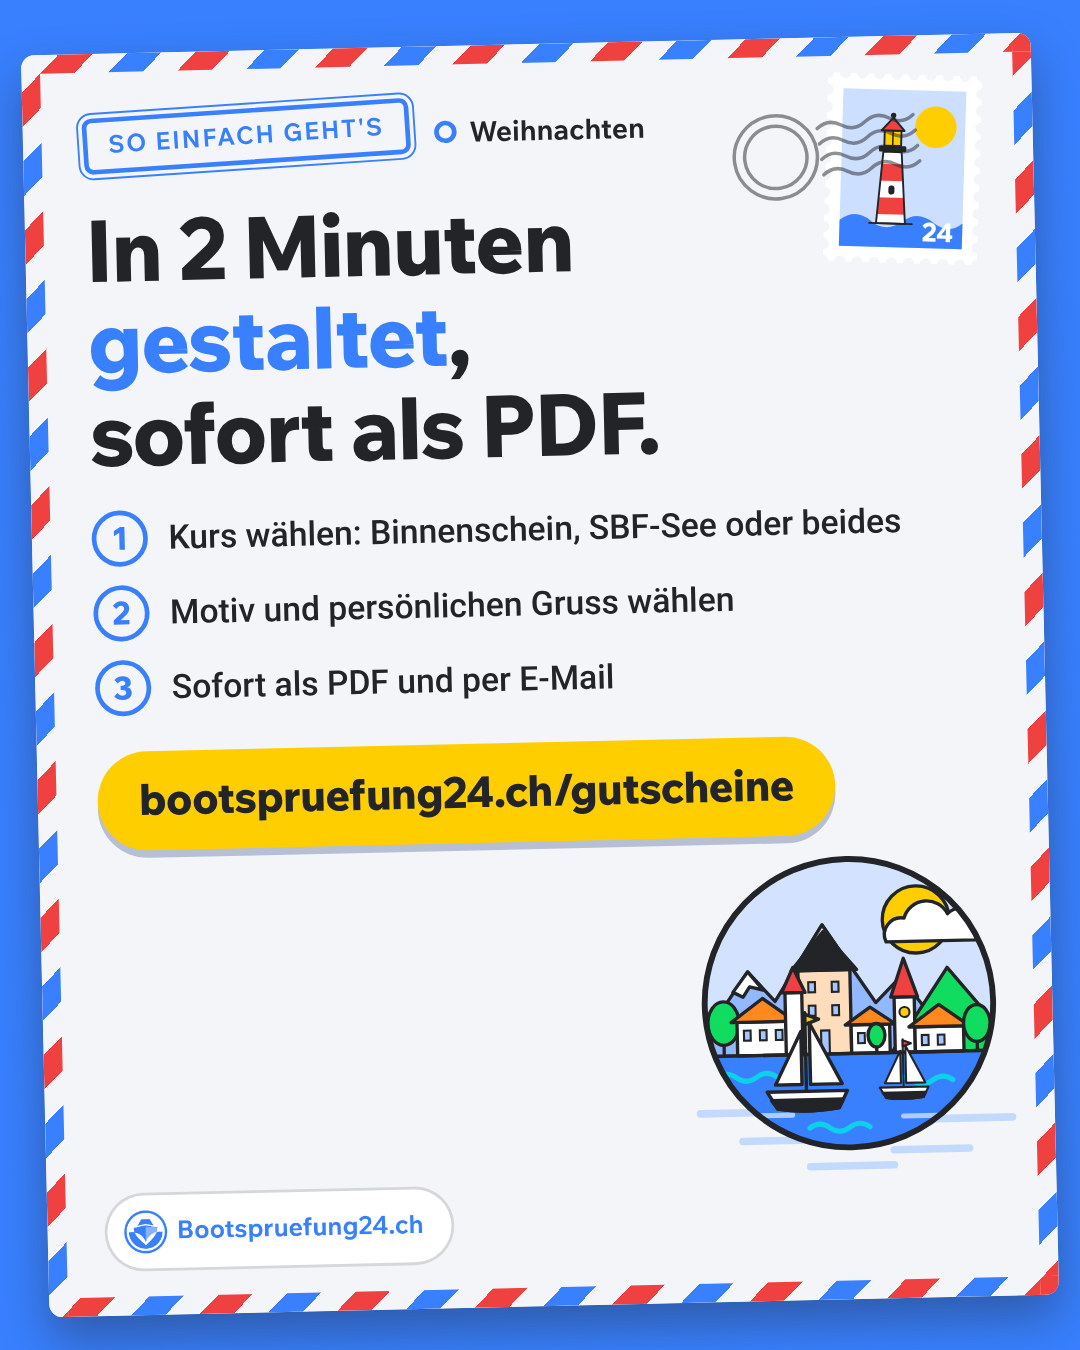 SO EINFACH GEHT'S
Weihnachten
24
In 2 Minuten
gestaltet,
sofort als PDF.
1 Kurs wählen: Binnenschein, SBF-See oder beides
2 Motiv und persönlichen Gruss wählen
3 Sofort als PDF und per E-Mail
bootspruefung24.ch/gutscheine
Bootspruefung24.ch